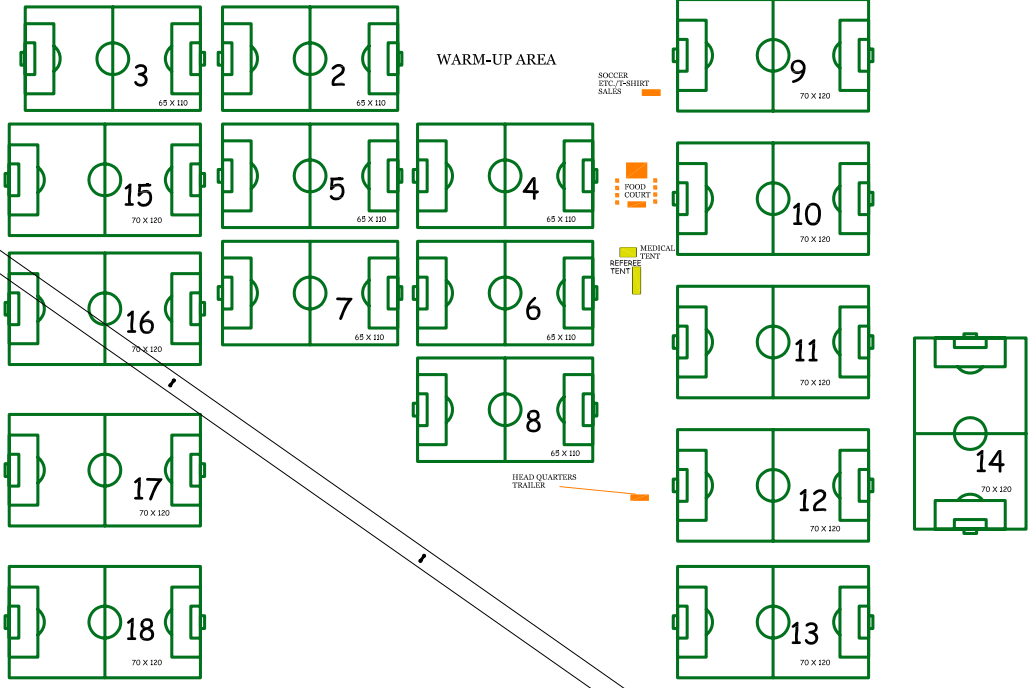 3
65 X 110
2
65 X 110
WARM-UP AREA
SOCCER
ETC./T-SHIRT
SALES
9
70 X 120
15
70 X 120
5
65 X 110
4
65 X 110
FOOD
COURT
10
70 X 120
MEDICAL
TENT
REFEREE
TENT
16
70 X 120
7
65 X 110
6
65 X 110
11
70 X 120
8
65 X 110
14
70 X 120
17
70 X 120
HEAD QUARTERS
TRAILER
12
70 X 120
18
70 X 120
13
70 X 120